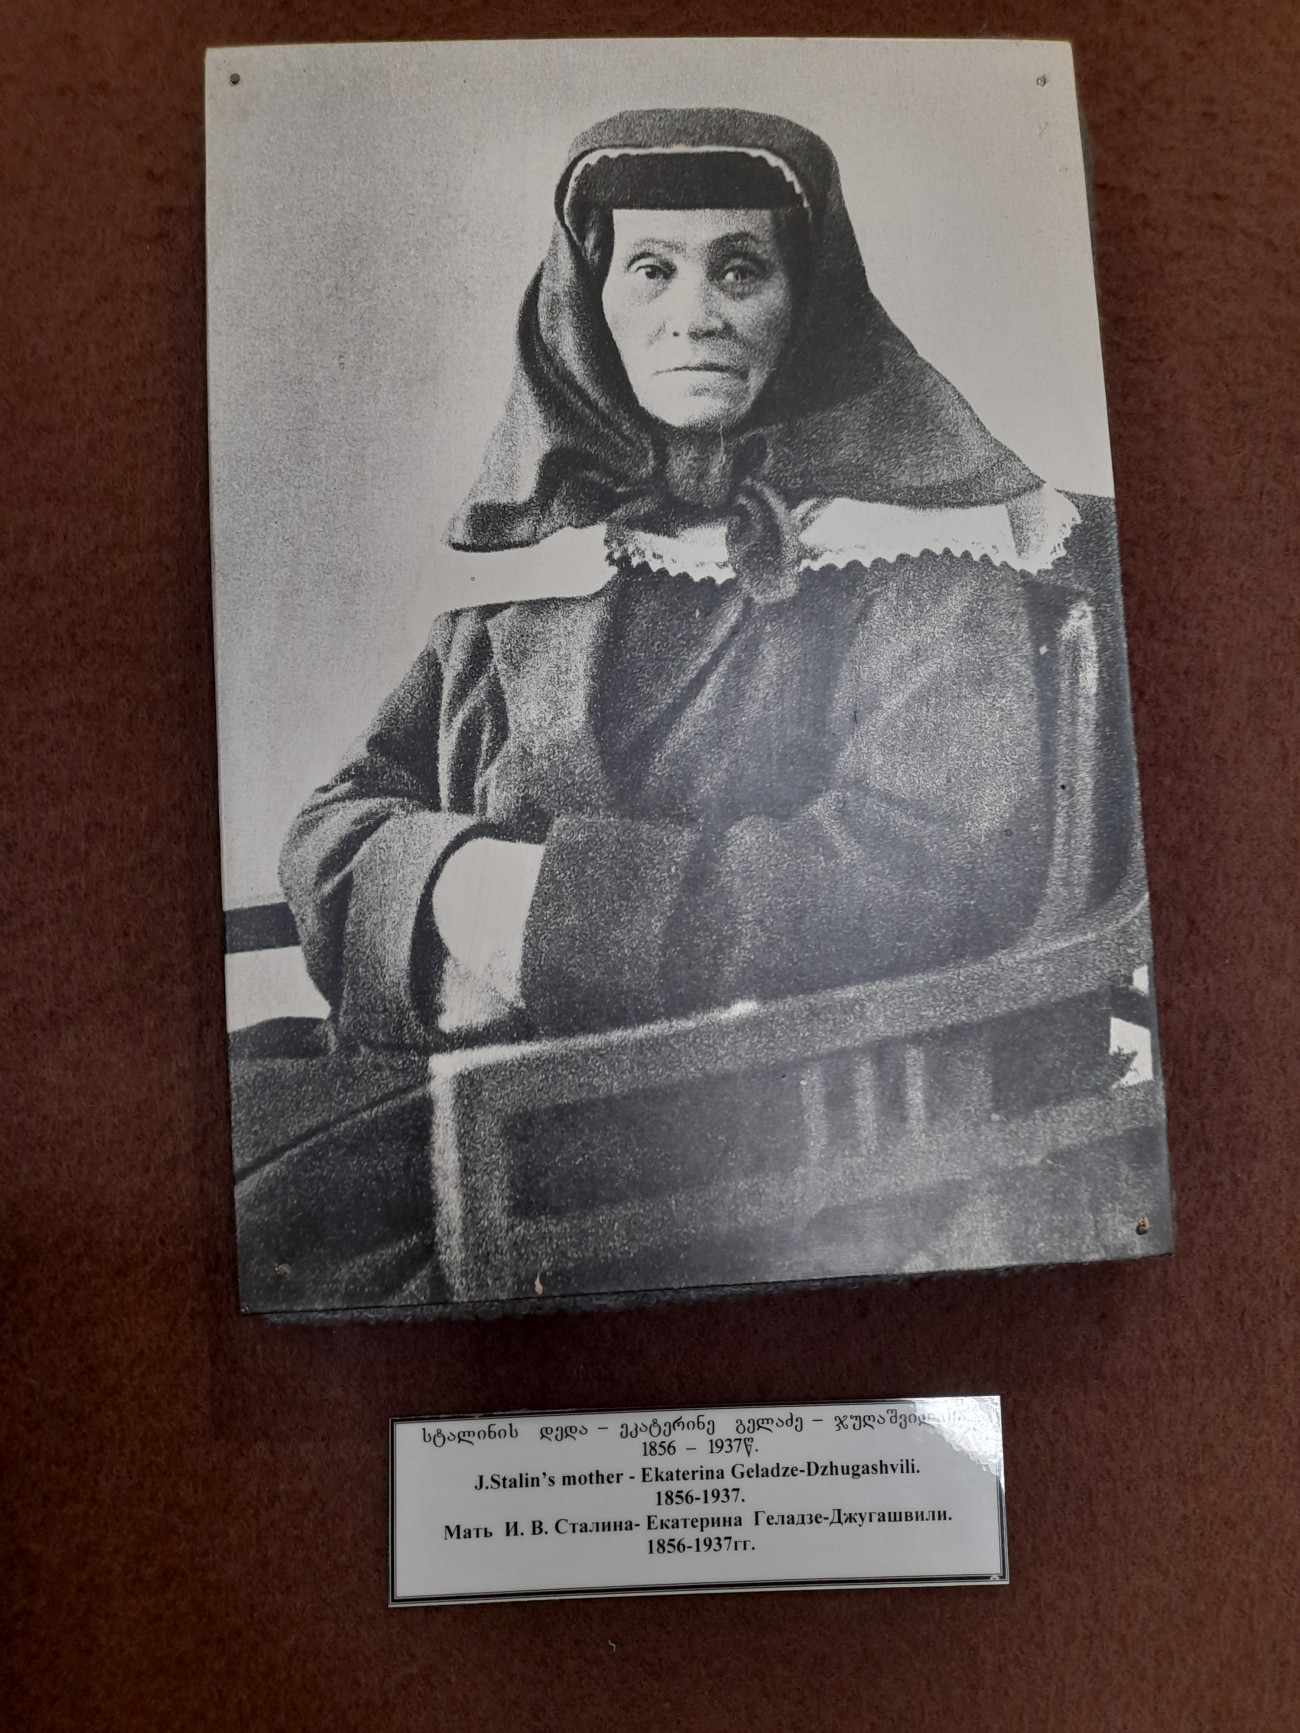 სტალინის დედა – ეკატერინე გელაძე –
1856 – 1937წ.
J.Stalin's mother - Ekaterina Geladze-Dzhugashvili.
1856-1937.
Мать И. В. Сталина- Екатерина Геладзе-Джугашвили.
1856-1937гг.